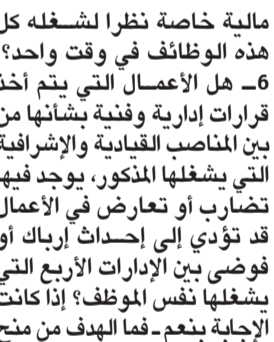 مالية خاصة نظرا لشغله كل
هذه الوظائف في وقت واحد؟
6ـ هل الأعمال التي يتم أخذ
قرارات إدارية وفنية بشأنها من
بين المناصب القيادية والإشرافية
التي يشغلها المذكور، يوجد فيها
تضارب أو تعارض في الأعمال
قد تؤدي إلى إحداث إرباك أو
فوضى بين الإدارات الأربع التي
يشغلها نفس الموظف؟ إذا كانت
الإجابة بنعم ـ فما الهدف من منح